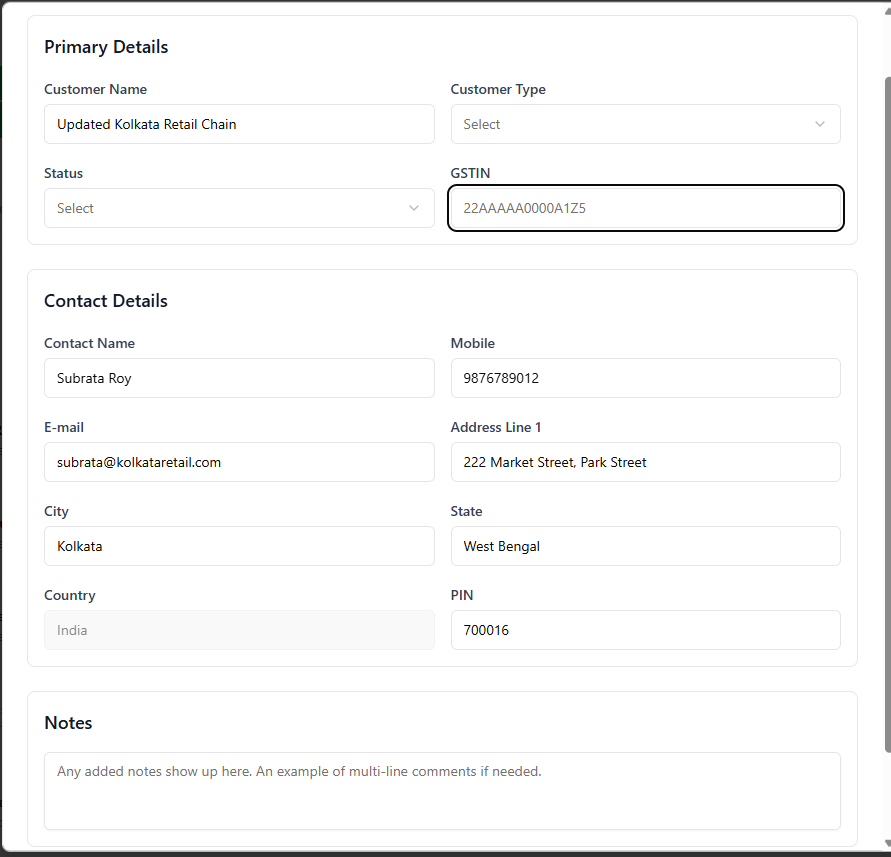 Primary Details
Customer Name
Customer Type
Updated Kolkata Retail Chain
Select
Status
GSTIN
Select
22AAAAA0000A1Z5
Contact Details
Contact Name
Mobile
Subrata Roy
9876789012
E-mail
Address Line 1
subrata@kolkataretail.com
222 Market Street, Park Street
City
State
Kolkata
West Bengal
Country
PIN
India
700016
Notes
Any added notes show up here. An example of multi-line comments if needed.